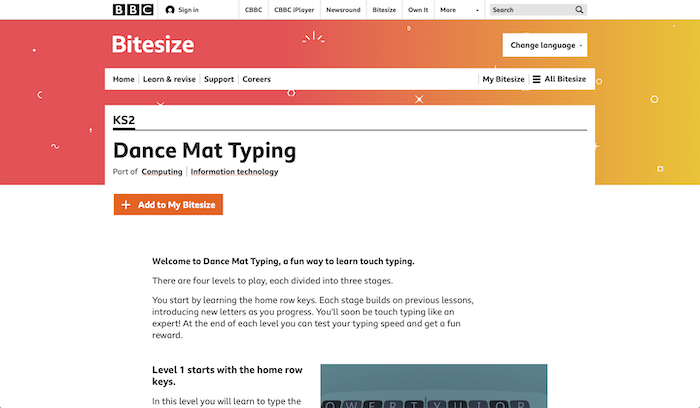 BBC Sign in CBBC CBBC iPlayer Newsround Bitesize Own It More Search
Bitesize
Change language
Home Learn & revise Support Careers My Bitesize All Bitesize
KS2
Dance Mat Typing
Part of Computing Information technology
+ Add to My Bitesize
Welcome to Dance Mat Typing, a fun way to learn touch typing.
There are four levels to play, each divided into three stages.
You start by learning the home row keys. Each stage builds on previous lessons,
introducing new letters as you progress. You'll soon be touch typing like an
expert! At the end of each level you can test your typing speed and get a fun
reward.
Level 1 starts with the home row
keys.
In this level you will learn to type the
Q W E R T Y U I O P